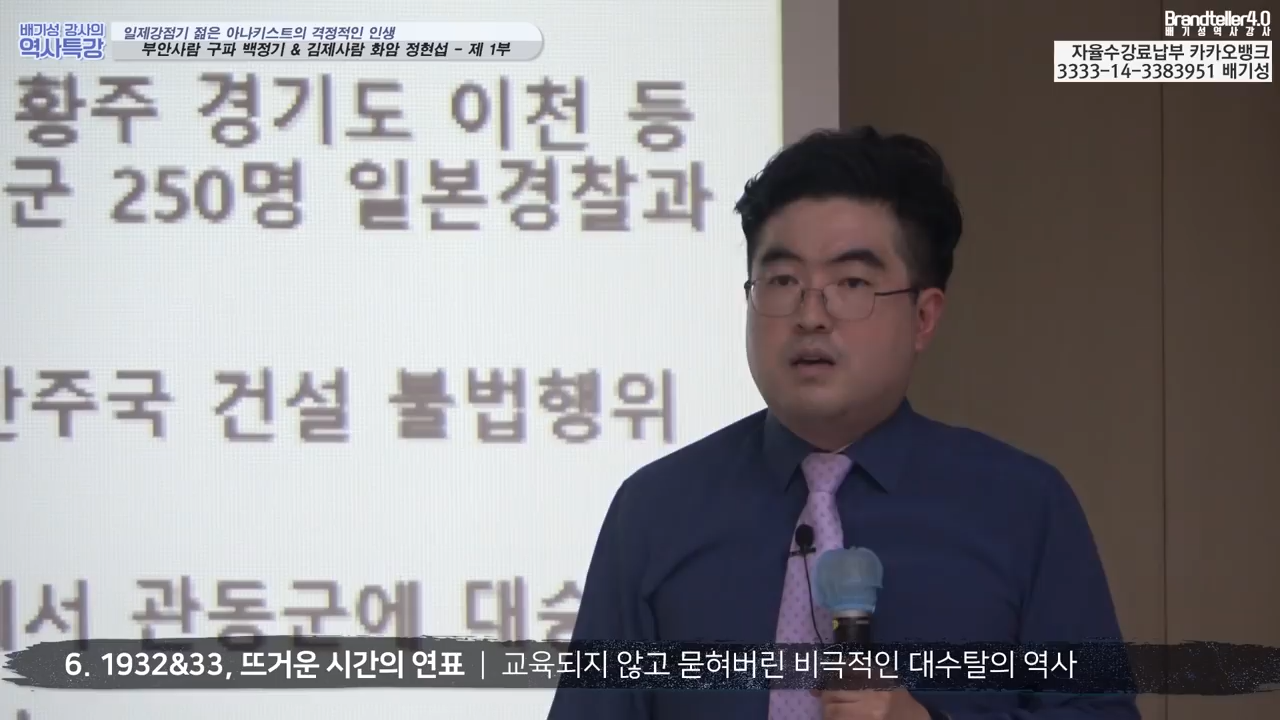 배기성 강사의
역사특강
일제강점기 젊은 아나키스트의 격정적인 인생
부안사람 구파 백정기 & 김제사람 화암 정현섭 - 제 1부
Brandteller4.0
배기성역사강사
자율수강료납부 카카오뱅크
3333-14-3383951 배기성
황주 경기도 이천 등
군 250명 일본경찰과
만주국 건설 불법행위
에서 관동군에 대승
6. 1932&33, 뜨거운 시간의 연표 | 교육되지 않고 묻혀버린 비극적인 대수탈의 역사